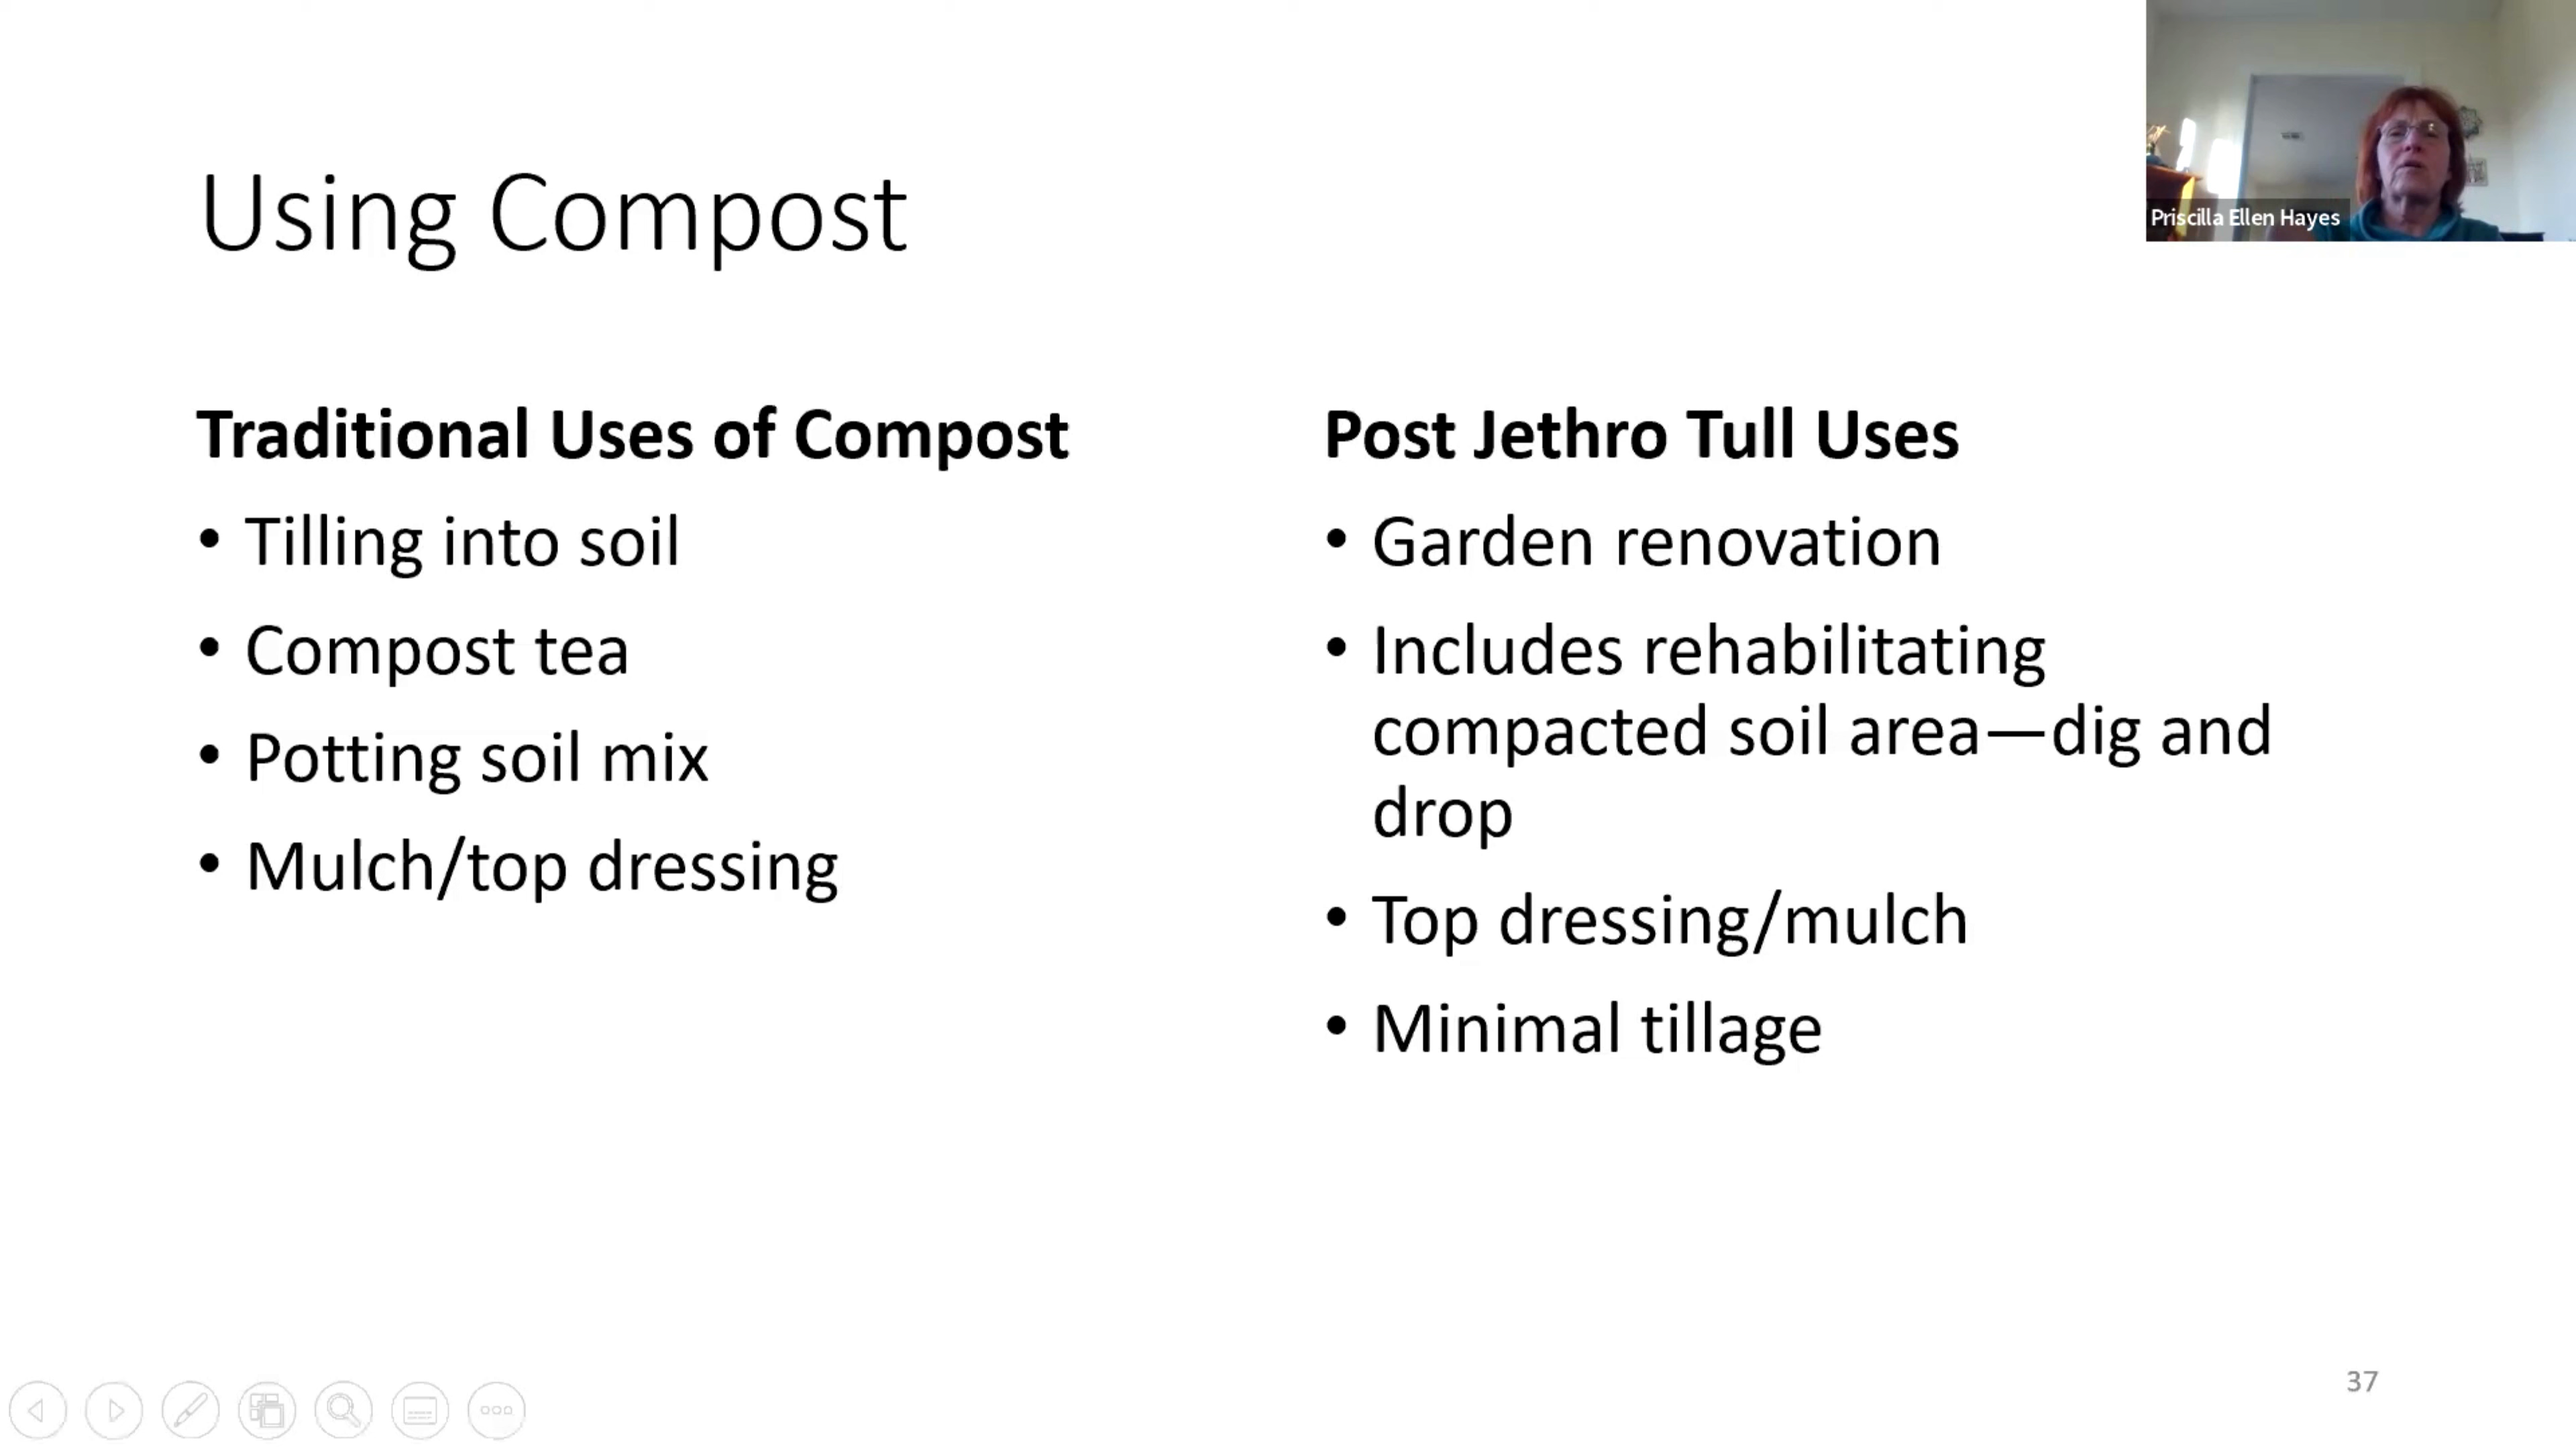 Priscilla Ellen Hayes
Using Compost
Traditional Uses of Compost
• Tilling into soil
• Compost tea
• Potting soil mix
• Mulch/top dressing
Post Jethro Tull Uses
• Garden renovation
• Includes rehabilitating
compacted soil area—dig and
drop
• Top dressing/mulch
• Minimal tillage
37